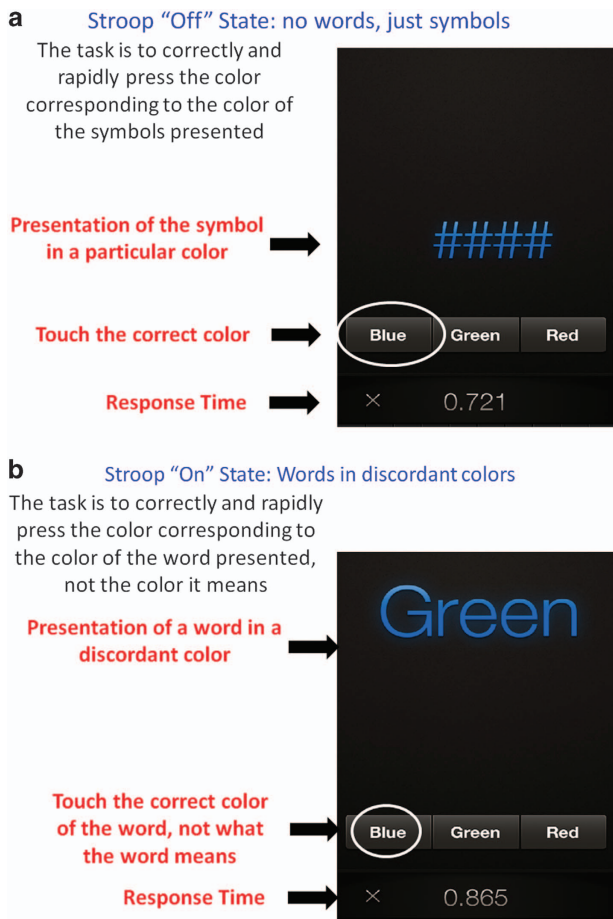 a
Stroop “Off” State: no words, just symbols
The task is to correctly and
rapidly press the color
corresponding to the color of
the symbols presented
Presentation of the symbol
in a particular color
####
Touch the correct color
Blue Green Red
Response Time
× 0.721
b
Stroop “On” State: Words in discordant colors
The task is to correctly and rapidly
press the color corresponding to
the color of the word presented,
not the color it means
Green
Presentation of a word in a
discordant color
Touch the correct color
of the word, not what
the word means
Blue Green Red
Response Time
× 0.865